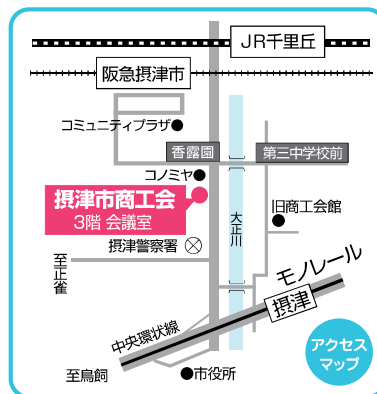 JR千里丘
阪急摂津市
コミュニティプラザ
香露園
第三中学校前
コノミヤ
摂津市商工会
3階 会議室
旧商工会館
大正川
摂津警察署
至正雀
モノレール
摂津
中央環状線
アクセス
マップ
至鳥飼
市役所